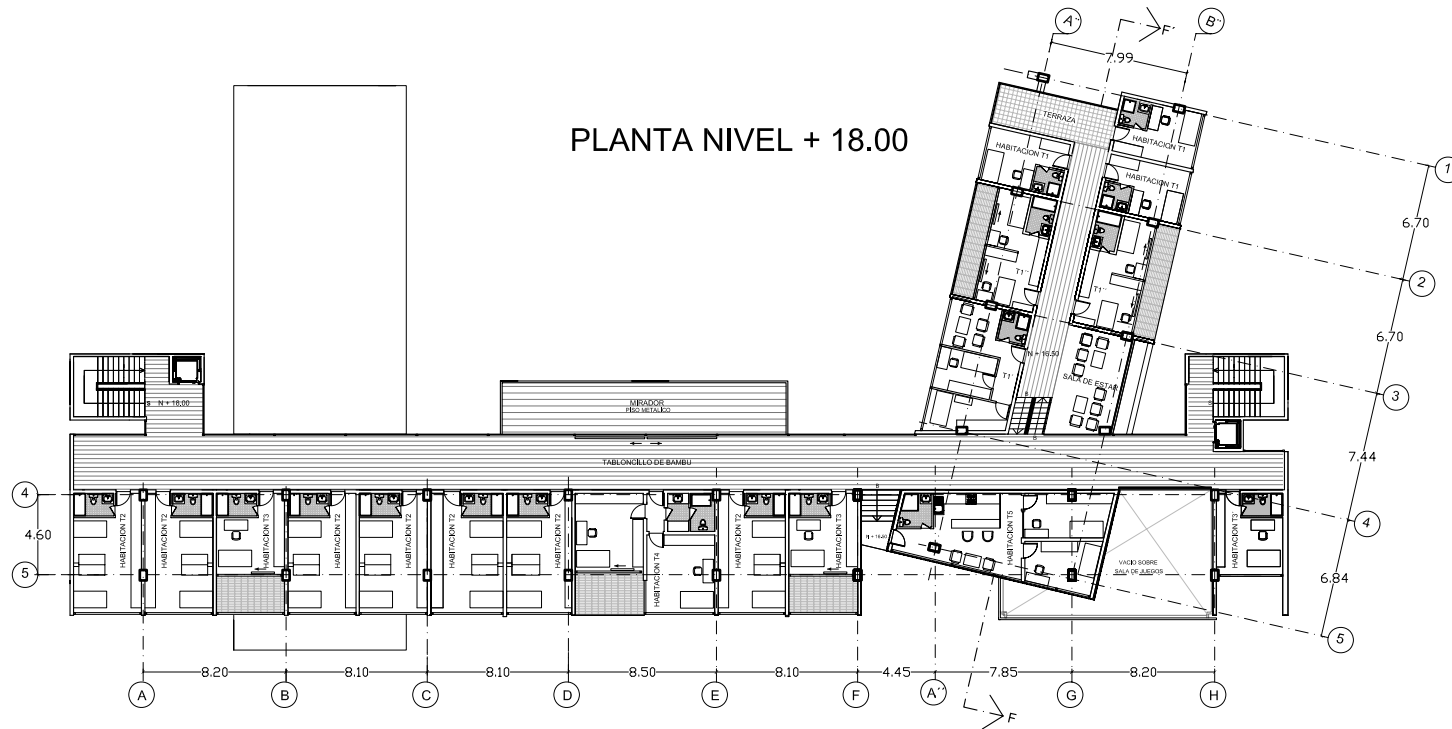 A''
F'
B''
7.99
PLANTA NIVEL + 18.00
TERRAZA
HABITACION T1
HABITACION T1
HABITACION T1
1
6.70
2
T1''
T1''
6.70
N + 16.50
T1'
SALA DE ESTAR
3
S N + 18.00
MIRADOR
PISO METALICO
S
B
B
7.44
TABLONCILLO DE BAMBU
4
4.60
5
HABITACION T2
HABITACION T2
HABITACION T3
HABITACION T2
HABITACION T2
HABITACION T2
HABITACION T2
HABITACION T4
HABITACION T2
HABITACION T3
B
HABITACION T5
HABITACION T3'
VACIO SOBRE
SALA DE JUEGOS
4
6.84
5
8.20
8.10
8.10
8.50
8.10
4.45
7.85
8.20
A
B
C
D
E
F
A''
G
H
F